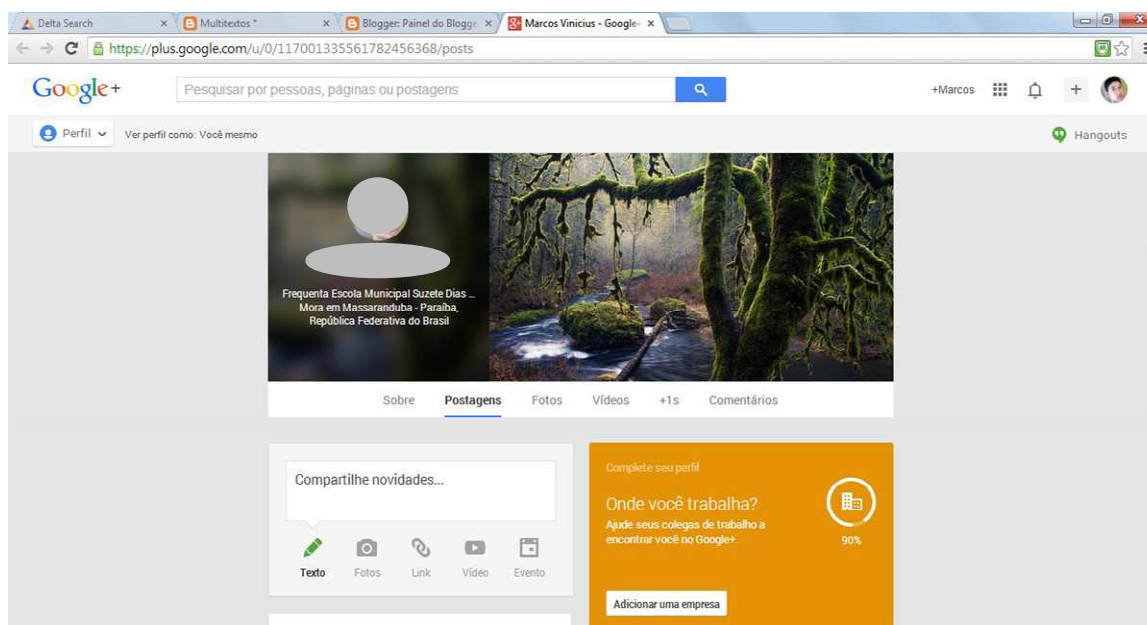 Delta Search
Multitextos *
Blogger: Painel do Blogge
Marcos Vinicius - Google+
https://plus.google.com/u/0/117001335561782456368/posts
Google+
Pesquisar por pessoas, páginas ou postagens
+Marcos
Perfil
Ver perfil como: Você mesmo
Hangouts
Frequenta Escola Municipal Suzete Dias ...
Mora em Massaranduba - Paraíba,
República Federativa do Brasil
Sobre Postagens Fotos Vídeos +1s Comentários
Compartilhe novidades...
Texto Fotos Link Vídeo Evento
Complete seu perfil
Onde você trabalha?
Ajude seus colegas de trabalho a
encontrar você no Google+.
90%
Adicionar uma empresa